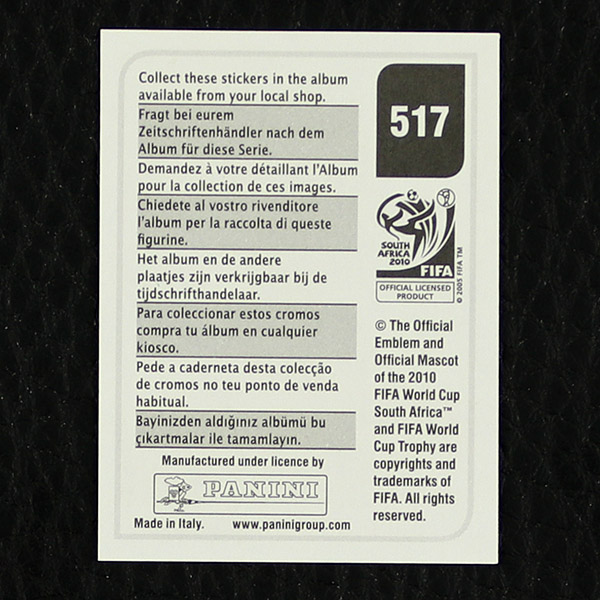 Collect these stickers in the album
available from your local shop.
Fragt bei eurem
Zeitschriftenhändler nach dem
Album für diese Serie.
Demandez à votre détaillant l'Album
pour la collection de ces images.
Chiedete al vostro rivenditore
l'album per la raccolta di queste
figurine.
Het album en de andere
plaatjes zijn verkrijgbaar bij de
tijdschrifthandelaar.
Para coleccionar estos cromos
compra tu álbum en cualquier
kiosco.
Pede a caderneta desta colecção
de cromos no teu ponto de venda
habitual.
Bayinizden aldığınız albümü bu
çıkartmalar ile tamamlayın.
Manufactured under licence by
PANINI
Made in Italy. www.paninigroup.com
517
SOUTH
AFRICA
2010
FIFA
OFFICIAL LICENSED
PRODUCT
© 2005 FIFA TM
© The Official
Emblem and
Official Mascot
of the 2010
FIFA World Cup
South Africa™
and FIFA World
Cup Trophy are
copyrights and
trademarks of
FIFA. All rights
reserved.